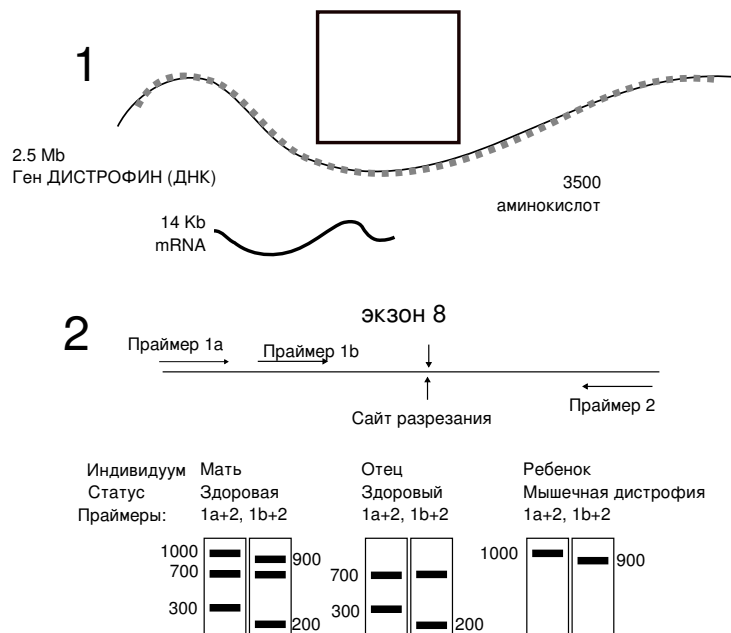 1
2.5 Mb
Ген ДИСТРОФИН (ДНК)
3500
аминокислот
14 Kb
mRNA
2
экзон 8
Праймер 1a
Праймер 1b
Сайт разрезания
Праймер 2
Индивидуум Мать Отец Ребенок
Статус Здоровая Здоровый Мышечная дистрофия
Праймеры: 1a+2, 1b+2 1a+2, 1b+2 1a+2, 1b+2
1000 900 1000 900
700 700
300 300
200 200